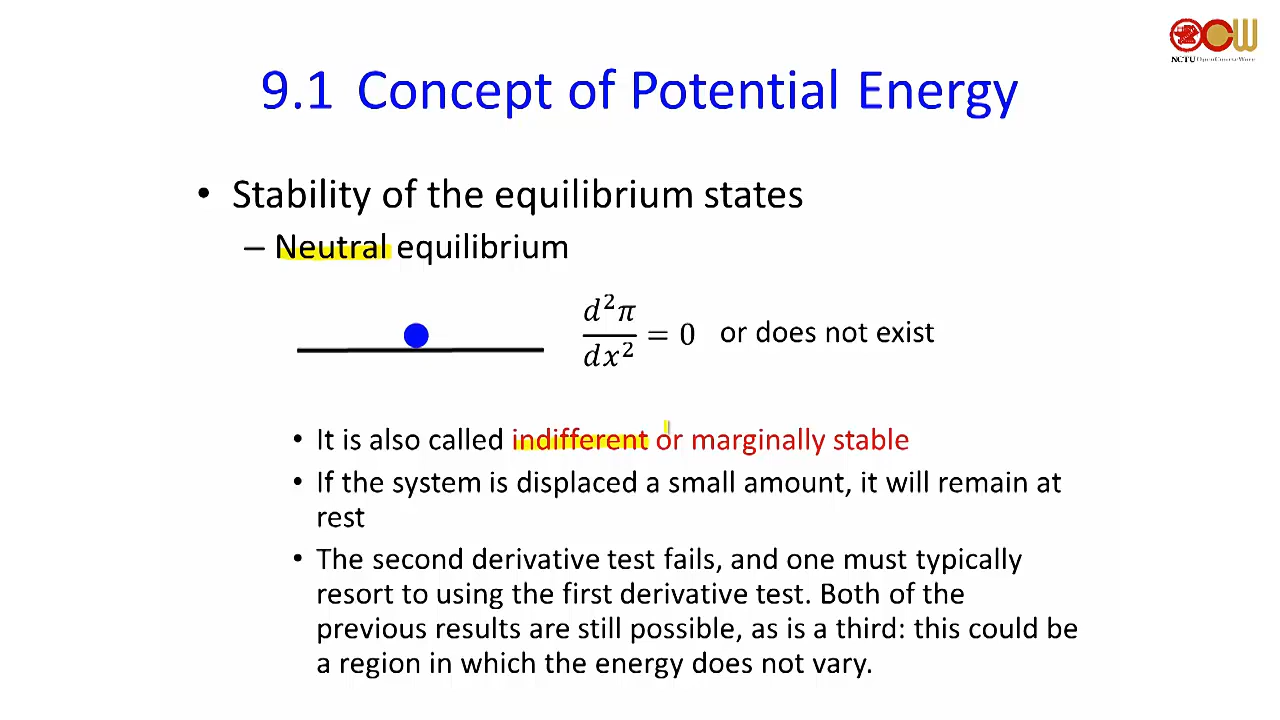 OCW
NCTU OpenCourseWare
9.1 Concept of Potential Energy
• Stability of the equilibrium states
– Neutral equilibrium
d²π/dx² = 0 or does not exist
• It is also called indifferent or marginally stable
• If the system is displaced a small amount, it will remain at
rest
• The second derivative test fails, and one must typically
resort to using the first derivative test. Both of the
previous results are still possible, as is a third: this could be
a region in which the energy does not vary.